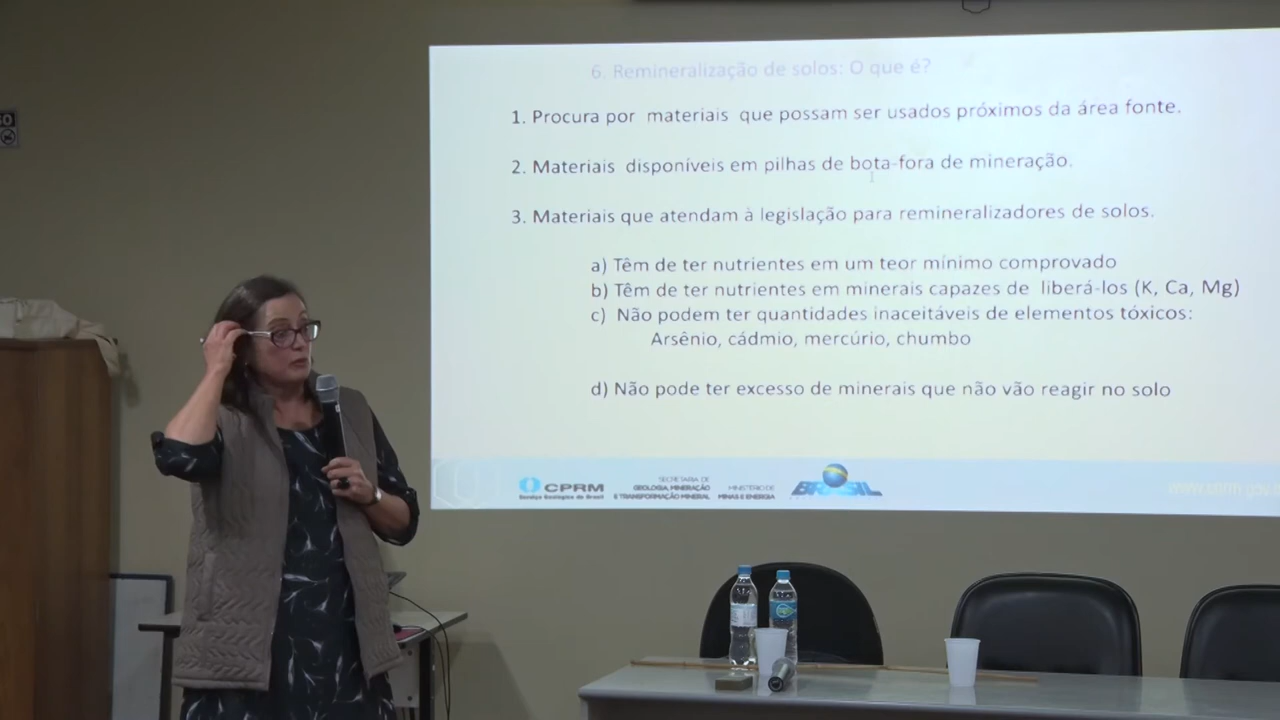 6. Remineralização de solos: O que é?
1. Procura por materiais que possam ser usados próximos da área fonte.
2. Materiais disponíveis em pilhas de bota-fora de mineração.
3. Materiais que atendam à legislação para remineralizadores de solos.
a) Têm de ter nutrientes em um teor mínimo comprovado
b) Têm de ter nutrientes em minerais capazes de liberá-los (K, Ca, Mg)
c) Não podem ter quantidades inaceitáveis de elementos tóxicos:
Arsênio, cádmio, mercúrio, chumbo
d) Não pode ter excesso de minerais que não vão reagir no solo
CPRM
Serviço Geológico do Brasil
SECRETARIA DE
GEOLOGIA, MINERAÇÃO
E TRANSFORMAÇÃO MINERAL
MINISTÉRIO DE
MINAS E ENERGIA
BRASIL